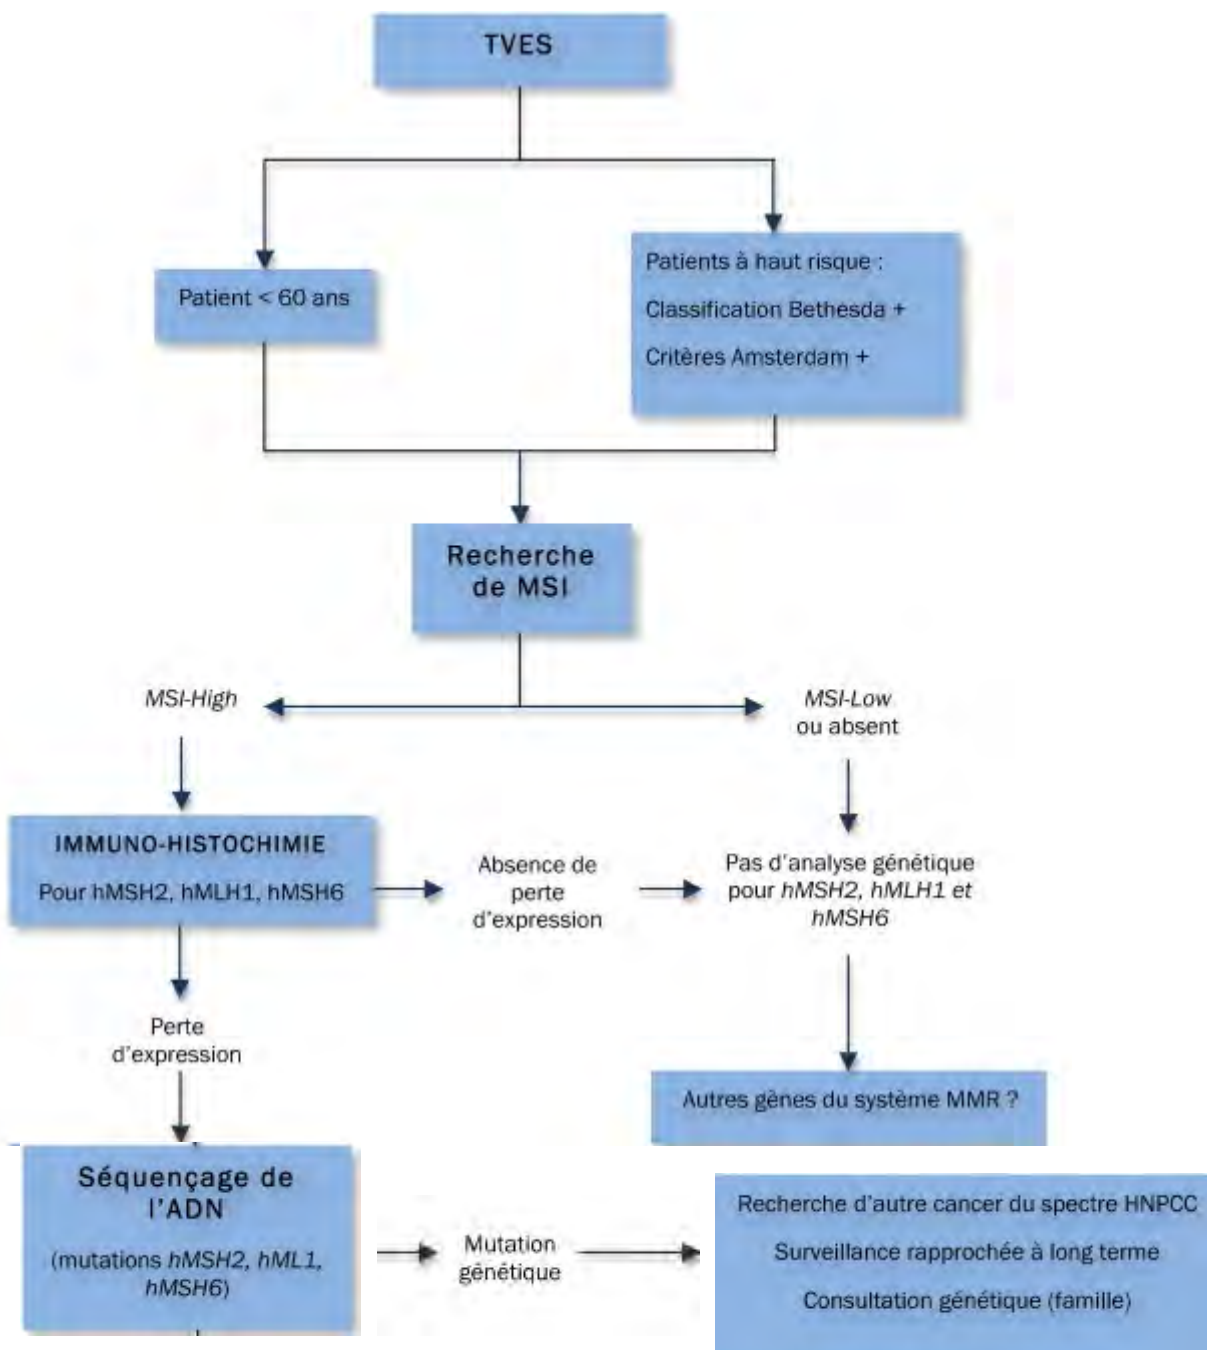 TVES
Patient < 60 ans
Patients à haut risque :
Classification Bethesda +
Critères Amsterdam +
Recherche
de MSI
MSI-High
MSI-Low
ou absent
IMMUNO-HISTOCHIMIE
Pour hMSH2, hMLH1, hMSH6
Absence de
perte
d'expression
Pas d'analyse génétique
pour hMSH2, hMLH1 et
hMSH6
Perte
d'expression
Autres gènes du système MMR ?
Séquençage de
l'ADN
(mutations hMSH2, hML1,
hMSH6)
Mutation
génétique
Recherche d'autre cancer du spectre HNPCC
Surveillance rapprochée à long terme
Consultation génétique (famille)